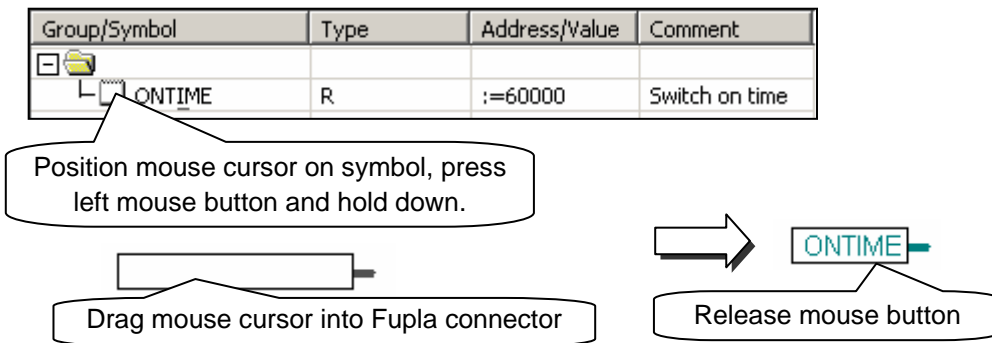 Group/Symbol Type Address/Value Comment
ONTIME R :=60000 Switch on time
Position mouse cursor on symbol, press
left mouse button and hold down.
ONTIME
Drag mouse cursor into Fupla connector
Release mouse button